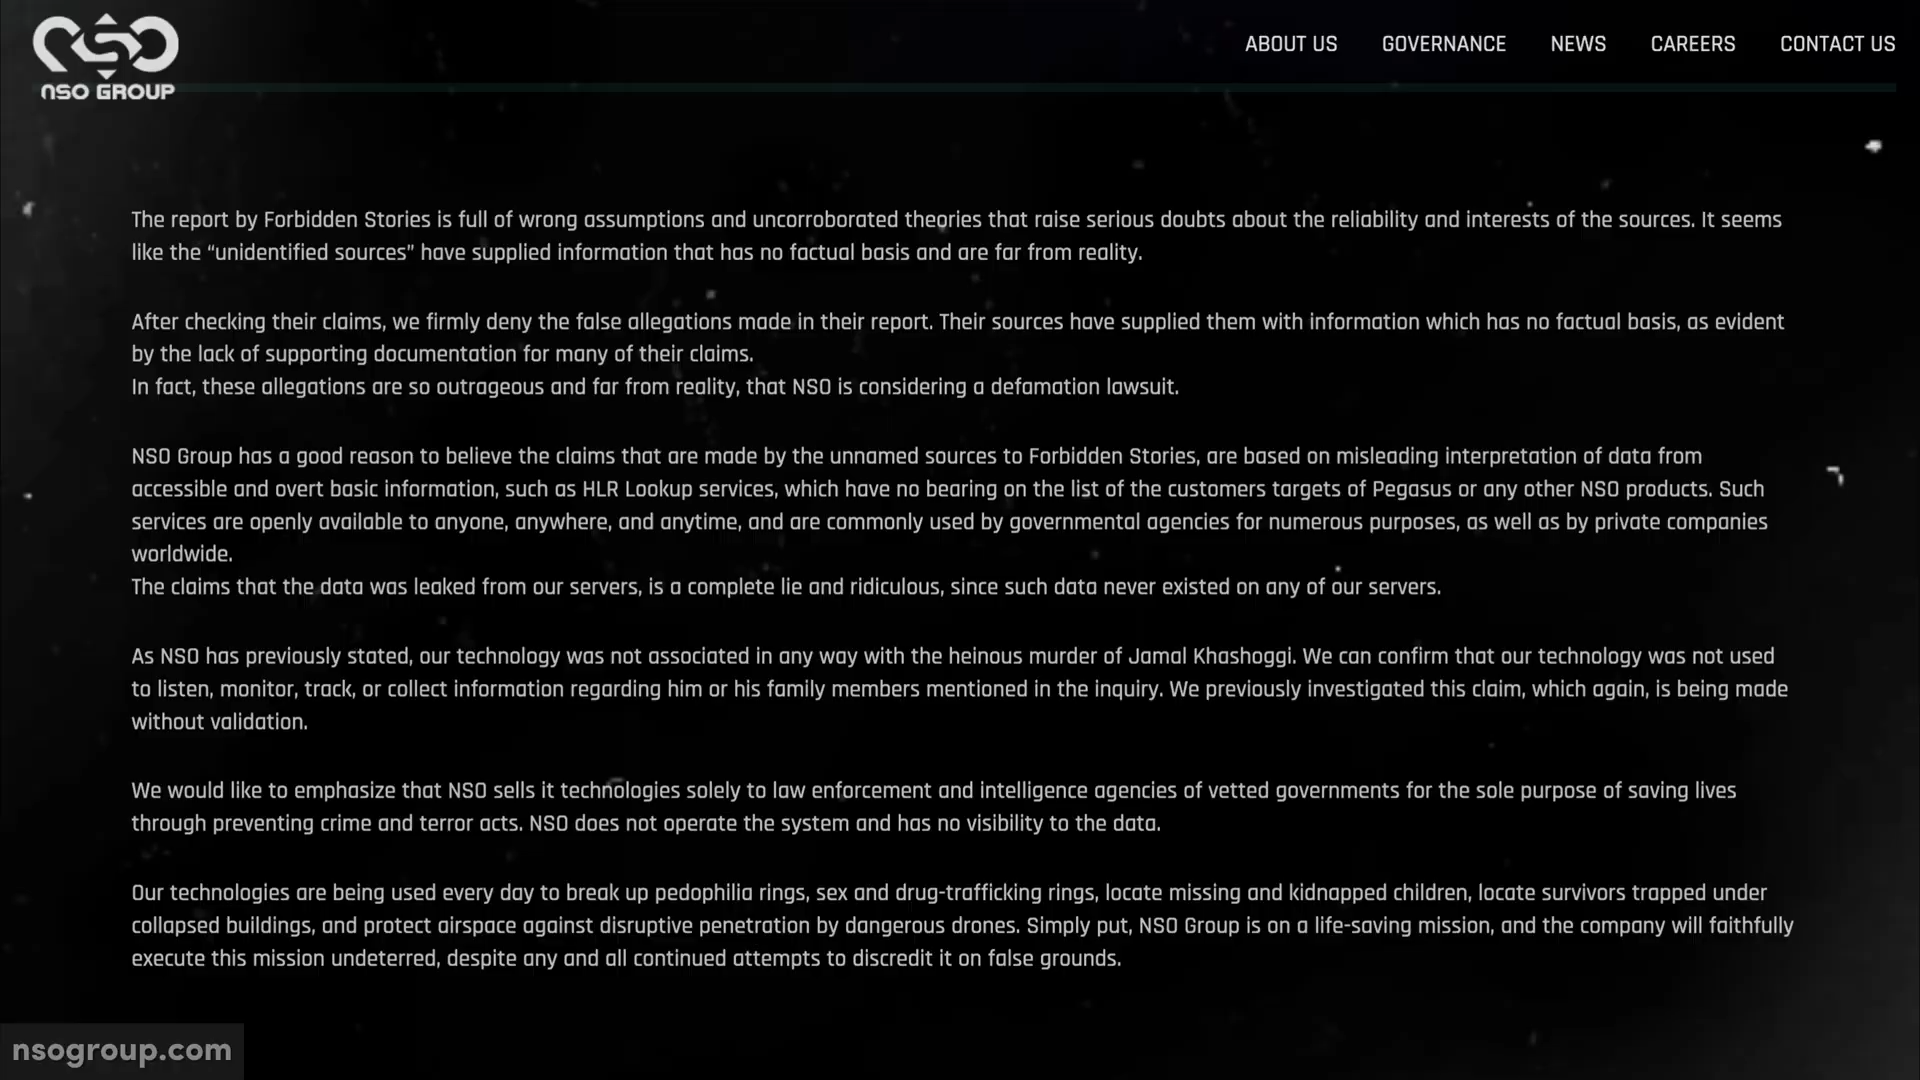 NSO GROUP
ABOUT US GOVERNANCE NEWS CAREERS CONTACT US
The report by Forbidden Stories is full of wrong assumptions and uncorroborated theories that raise serious doubts about the reliability and interests of the sources. It seems
like the “unidentified sources” have supplied information that has no factual basis and are far from reality.
After checking their claims, we firmly deny the false allegations made in their report. Their sources have supplied them with information which has no factual basis, as evident
by the lack of supporting documentation for many of their claims.
In fact, these allegations are so outrageous and far from reality, that NSO is considering a defamation lawsuit.
NSO Group has a good reason to believe the claims that are made by the unnamed sources to Forbidden Stories, are based on misleading interpretation of data from
accessible and overt basic information, such as HLR Lookup services, which have no bearing on the list of the customers targets of Pegasus or any other NSO products. Such
services are openly available to anyone, anywhere, and anytime, and are commonly used by governmental agencies for numerous purposes, as well as by private companies
worldwide.
The claims that the data was leaked from our servers, is a complete lie and ridiculous, since such data never existed on any of our servers.
As NSO has previously stated, our technology was not associated in any way with the heinous murder of Jamal Khashoggi. We can confirm that our technology was not used
to listen, monitor, track, or collect information regarding him or his family members mentioned in the inquiry. We previously investigated this claim, which again, is being made
without validation.
We would like to emphasize that NSO sells it technologies solely to law enforcement and intelligence agencies of vetted governments for the sole purpose of saving lives
through preventing crime and terror acts. NSO does not operate the system and has no visibility to the data.
Our technologies are being used every day to break up pedophilia rings, sex and drug-trafficking rings, locate missing and kidnapped children, locate survivors trapped under
collapsed buildings, and protect airspace against disruptive penetration by dangerous drones. Simply put, NSO Group is on a life-saving mission, and the company will faithfully
execute this mission undeterred, despite any and all continued attempts to discredit it on false grounds.
nsogroup.com